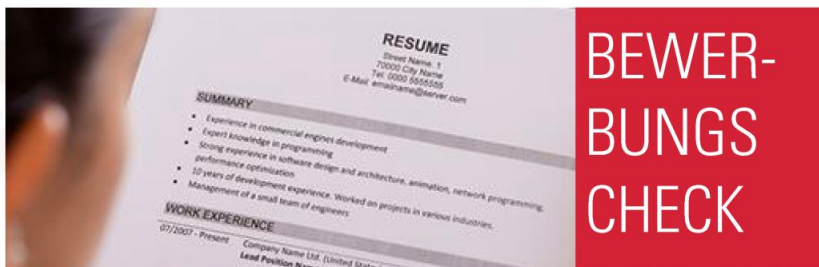 RESUME
Street Name. 1
70000 City Name
Tel: 0000 5555555
E-Mail: emailname@server.com
SUMMARY
• Experience in commercial engines development
• Expert knowledge in programming
• Strong experience in software design and architecture, animation, network programming,
performance optimization
• 10 years of development experience. Worked on projects in various industries.
• Management of a small team of engineers
WORK EXPERIENCE
07/2007 - Present Company Name Ltd. (United State
Lead Position Nam
BEWER-
BUNGS
CHECK